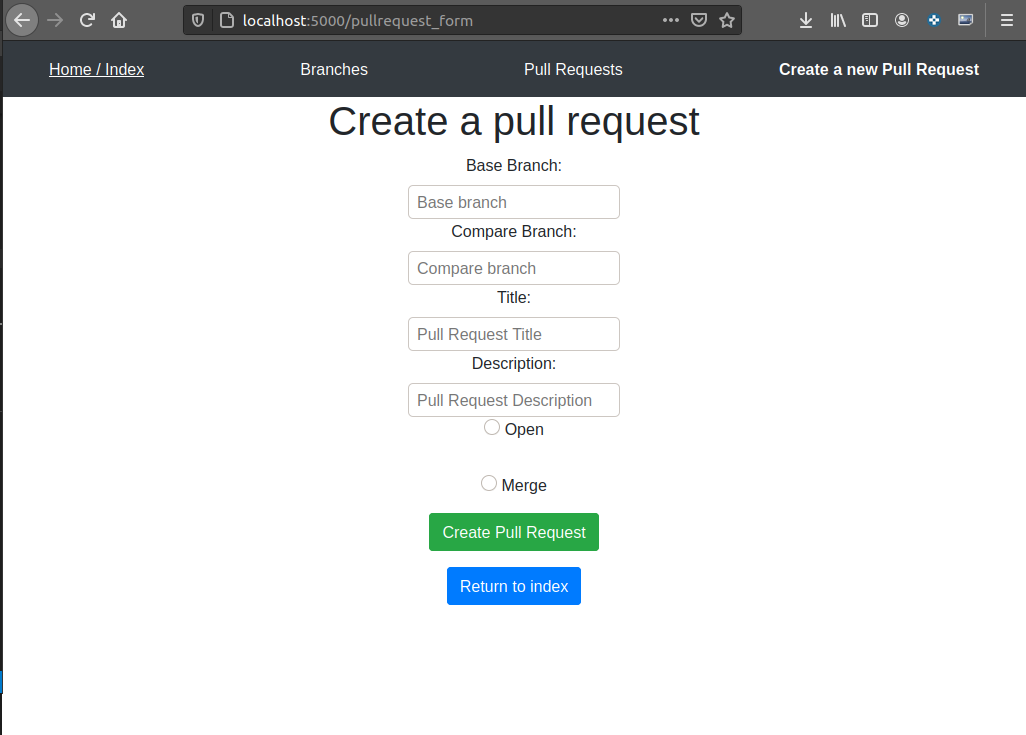 localhost:5000/pullrequest_form
Home / Index Branches Pull Requests Create a new Pull Request
Create a pull request
Base Branch:
Base branch
Compare Branch:
Compare branch
Title:
Pull Request Title
Description:
Pull Request Description
Open
Merge
Create Pull Request
Return to index